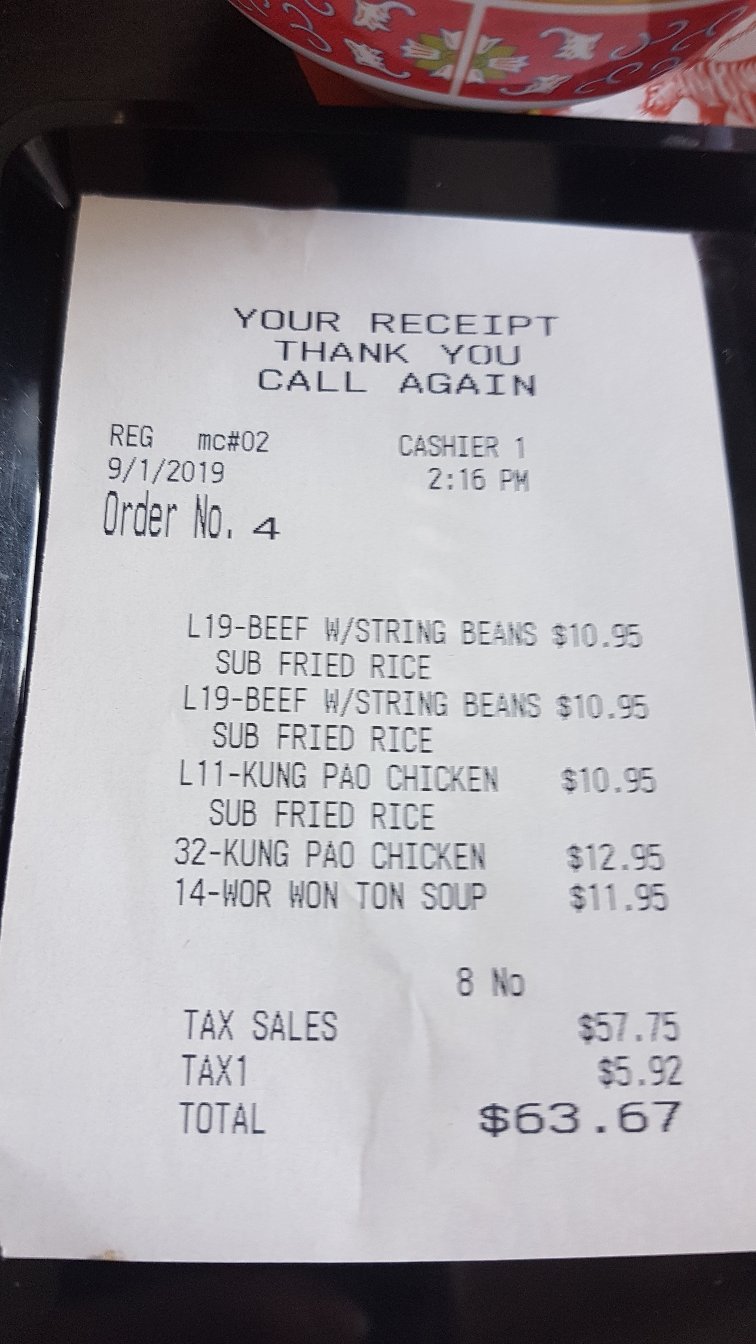 YOUR RECEIPT
THANK YOU
CALL AGAIN
REG mc#02 CASHIER 1
9/1/2019 2:16 PM
Order No. 4
L19-BEEF W/STRING BEANS $10.95
SUB FRIED RICE
L19-BEEF W/STRING BEANS $10.95
SUB FRIED RICE
L11-KUNG PAO CHICKEN $10.95
SUB FRIED RICE
32-KUNG PAO CHICKEN $12.95
14-WOR WON TON SOUP $11.95
8 No
TAX SALES $57.75
TAX1 $5.92
TOTAL $63.67